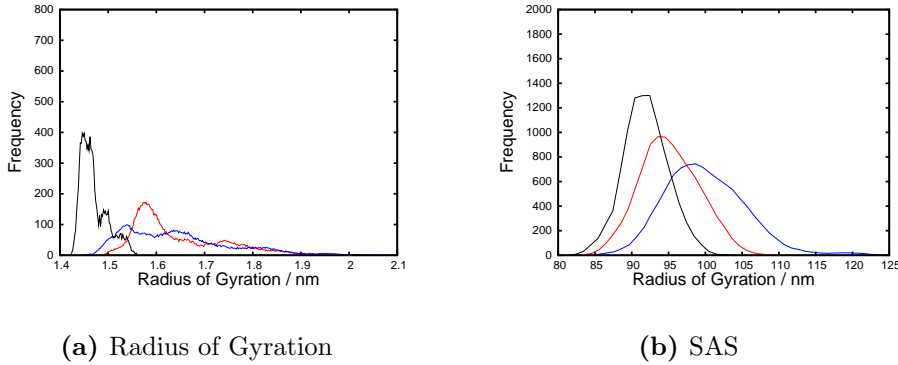 800
700
600
500
400
300
200
100
0
Frequency
1.4 1.5 1.6 1.7 1.8 1.9 2 2.1
Radius of Gyration / nm
2000
1800
1600
1400
1200
1000
800
600
400
200
0
Frequency
80 85 90 95 100 105 110 115 120 125
Radius of Gyration / nm
(a) Radius of Gyration
(b) SAS